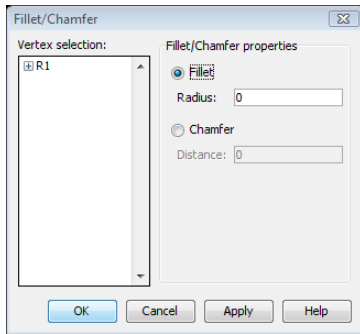 Fillet/Chamfer
Vertex selection:
R1
Fillet/Chamfer properties
Fillet
Radius: 0
Chamfer
Distance: 0
OK Cancel Apply Help